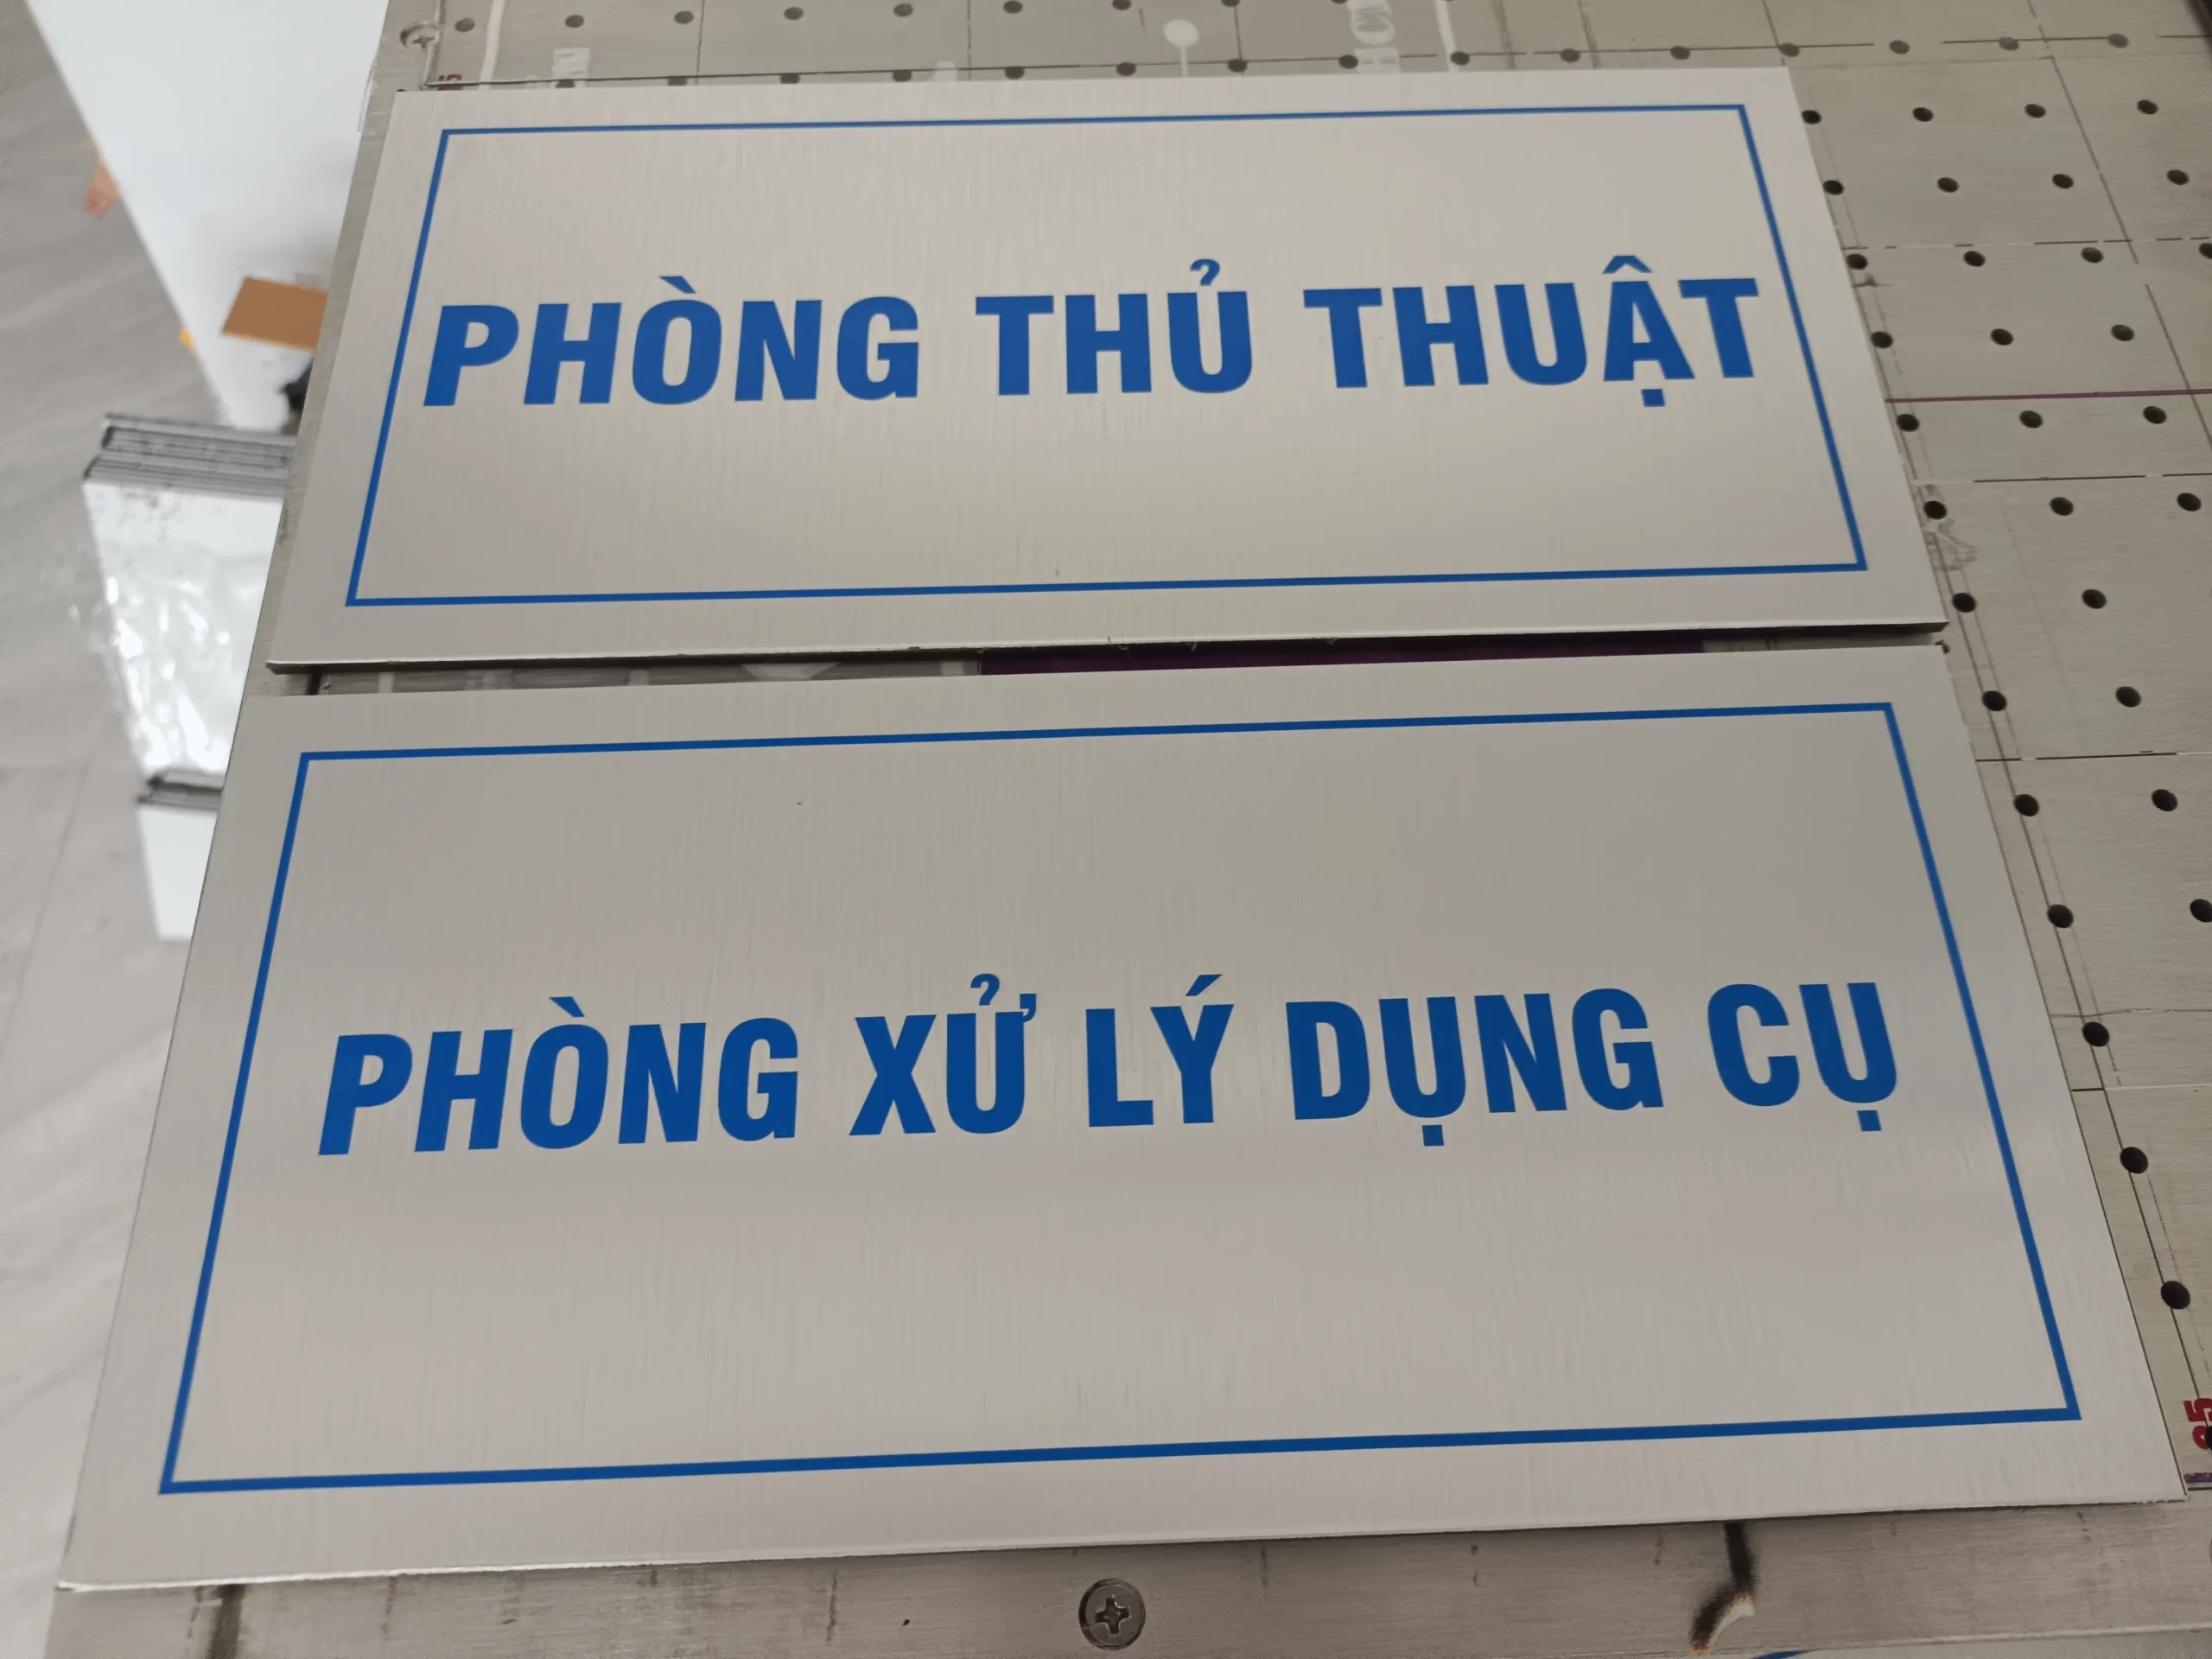 PHÒNG THỦ THUẬT
PHÒNG XỬ LÝ DỤNG CỤ